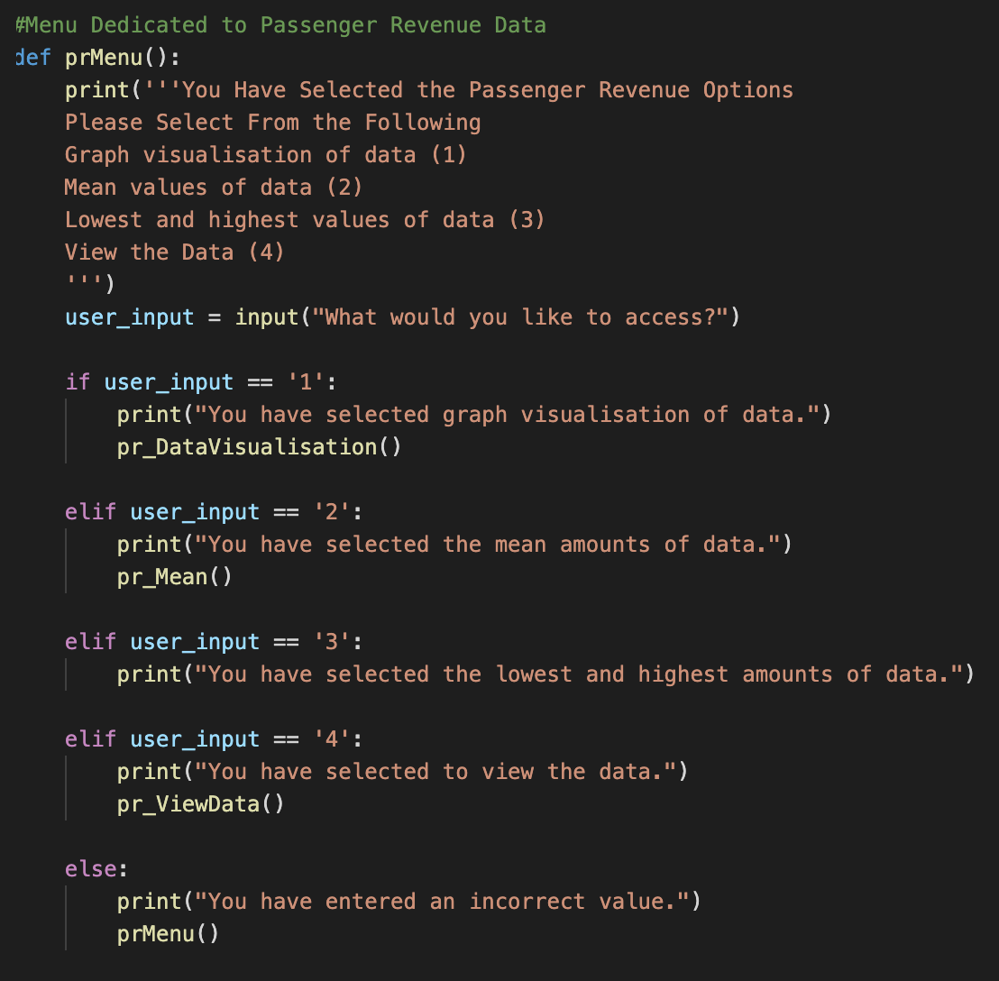 #Menu Dedicated to Passenger Revenue Data
def prMenu():
    print('''You Have Selected the Passenger Revenue Options
    Please Select From the Following
    Graph visualisation of data (1)
    Mean values of data (2)
    Lowest and highest values of data (3)
    View the Data (4)
    ''')
    user_input = input("What would you like to access?")

    if user_input == '1':
        print("You have selected graph visualisation of data.")
        pr_DataVisualisation()

    elif user_input == '2':
        print("You have selected the mean amounts of data.")
        pr_Mean()

    elif user_input == '3':
        print("You have selected the lowest and highest amounts of data.")

    elif user_input == '4':
        print("You have selected to view the data.")
        pr_ViewData()

    else:
        print("You have entered an incorrect value.")
        prMenu()